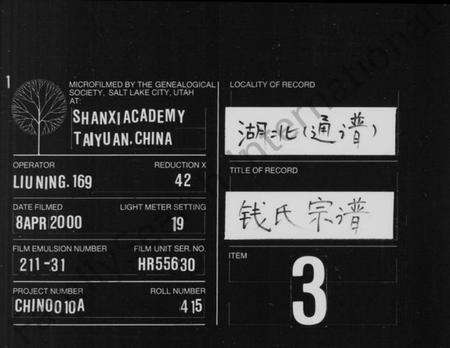 1
MICROFILMED BY THE GENEALOGICAL
SOCIETY, SALT LAKE CITY, UTAH
AT:
SHANXI ACADEMY
TAIYUAN, CHINA
OPERATOR
REDUCTION X
LIU NING. 169
42
DATE FILMED
LIGHT METER SETTING
8 APR 2000
19
FILM EMULSION NUMBER
FILM UNIT SER. NO.
211-31
HR55630
PROJECT NUMBER
ROLL NUMBER
CHIN0010A
415
LOCALITY OF RECORD
湖北(通谱)
TITLE OF RECORD
钱氏宗谱
ITEM
3